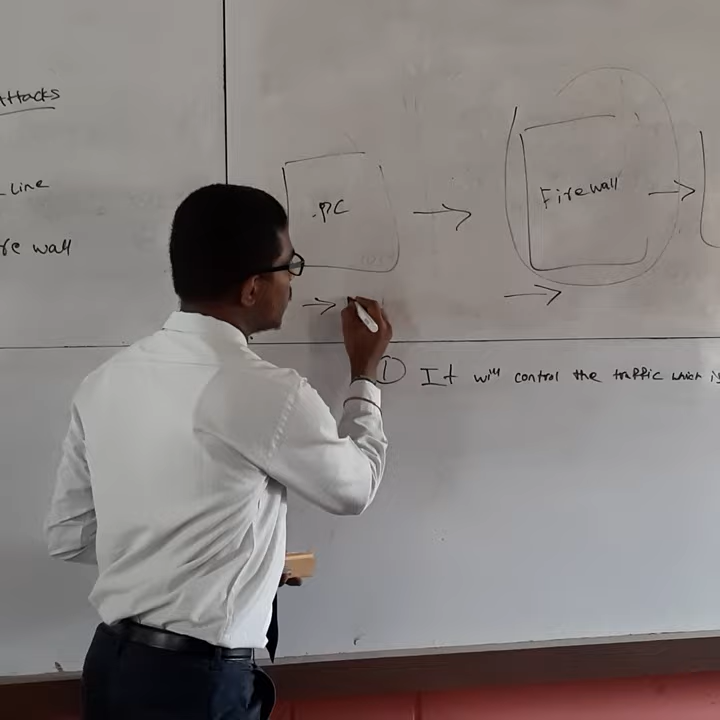 ttacks
Line
re wall
PC
Firewall
① It will control the traffic which is